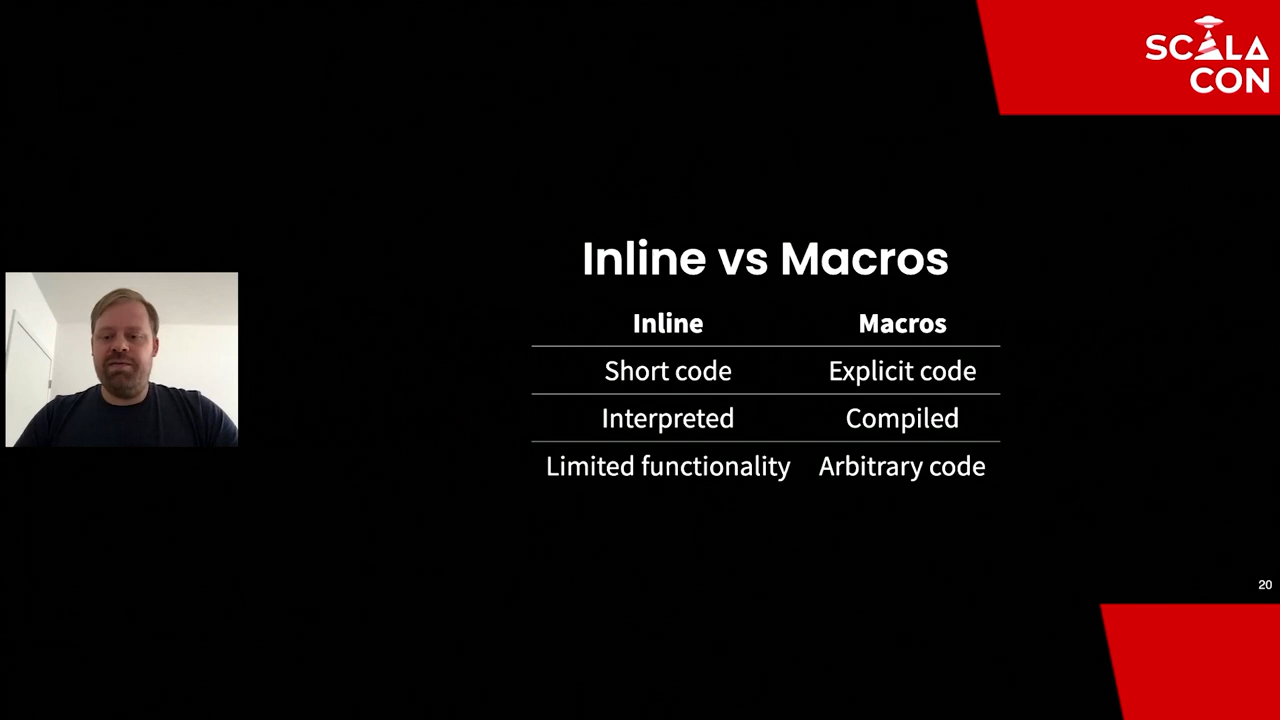 SCALA
CON
Inline vs Macros
Inline Macros
Short code Explicit code
Interpreted Compiled
Limited functionality Arbitrary code
20